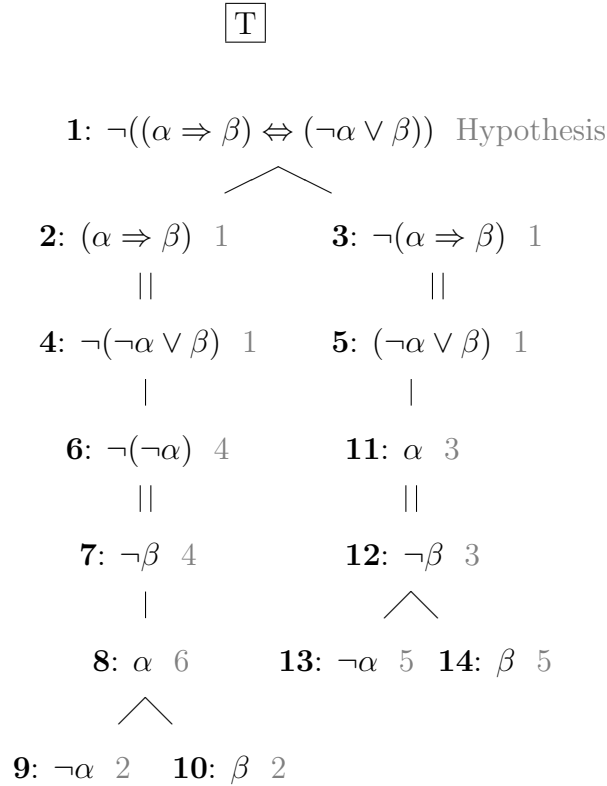 T
1: ¬((α ⇒ β) ⇔ (¬α ∨ β)) Hypothesis
2: (α ⇒ β) 1 3: ¬(α ⇒ β) 1
4: ¬(¬α ∨ β) 1 5: (¬α ∨ β) 1
6: ¬(¬α) 4 11: α 3
7: ¬β 4 12: ¬β 3
8: α 6 13: ¬α 5 14: β 5
9: ¬α 2 10: β 2